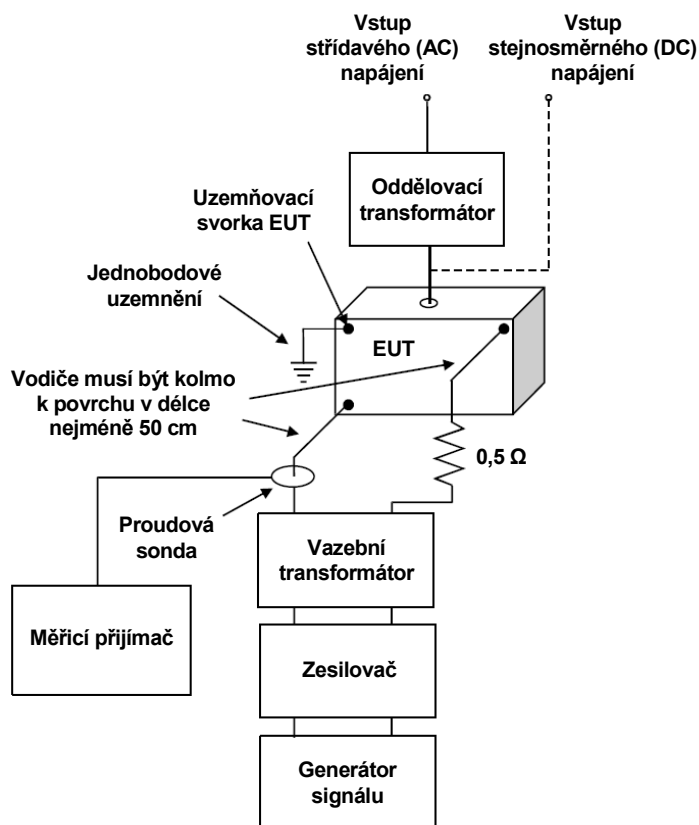 Vstup
střídavého (AC)
napájení
Vstup
stejnosměrného (DC)
napájení
Oddělovací
transformátor
Uzemňovací
svorka EUT
Jednobodové
uzemnění
EUT
Vodiče musí být kolmo
k povrchu v délce
nejméně 50 cm
0,5 Ω
Proudová
sonda
Vazební
transformátor
Měřicí přijímač
Zesilovač
Generátor
signálu